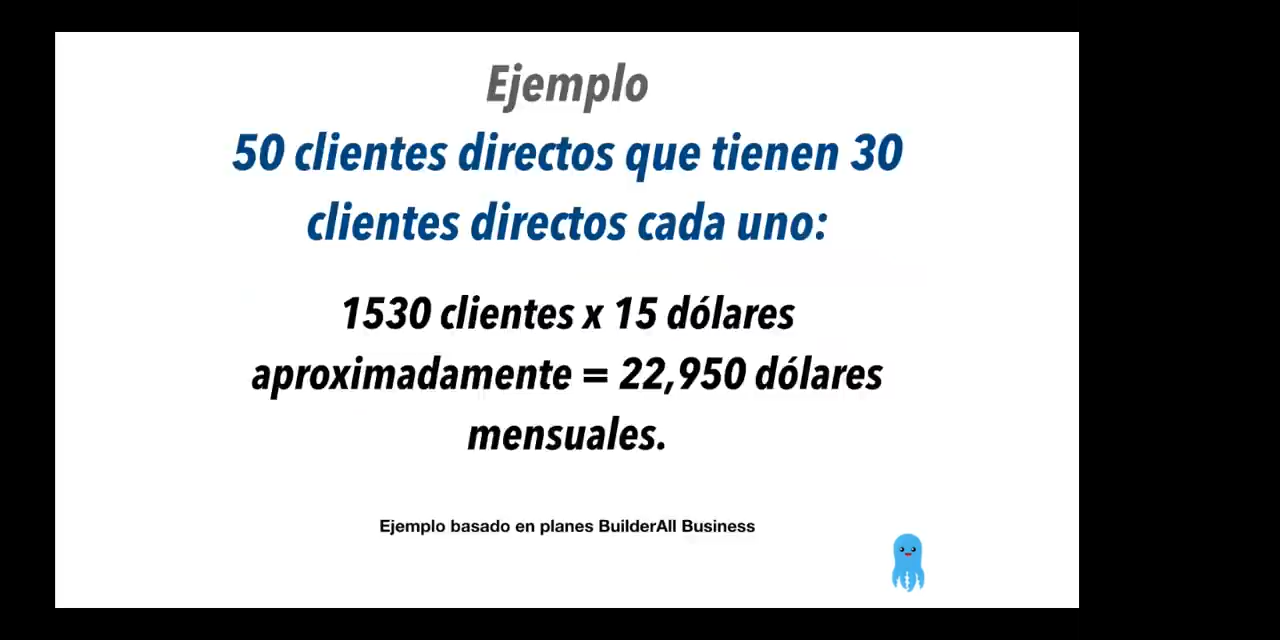 Ejemplo
50 clientes directos que tienen 30
clientes directos cada uno:
1530 clientes x 15 dólares
aproximadamente = 22,950 dólares
mensuales.
Ejemplo basado en planes BuilderAll Business